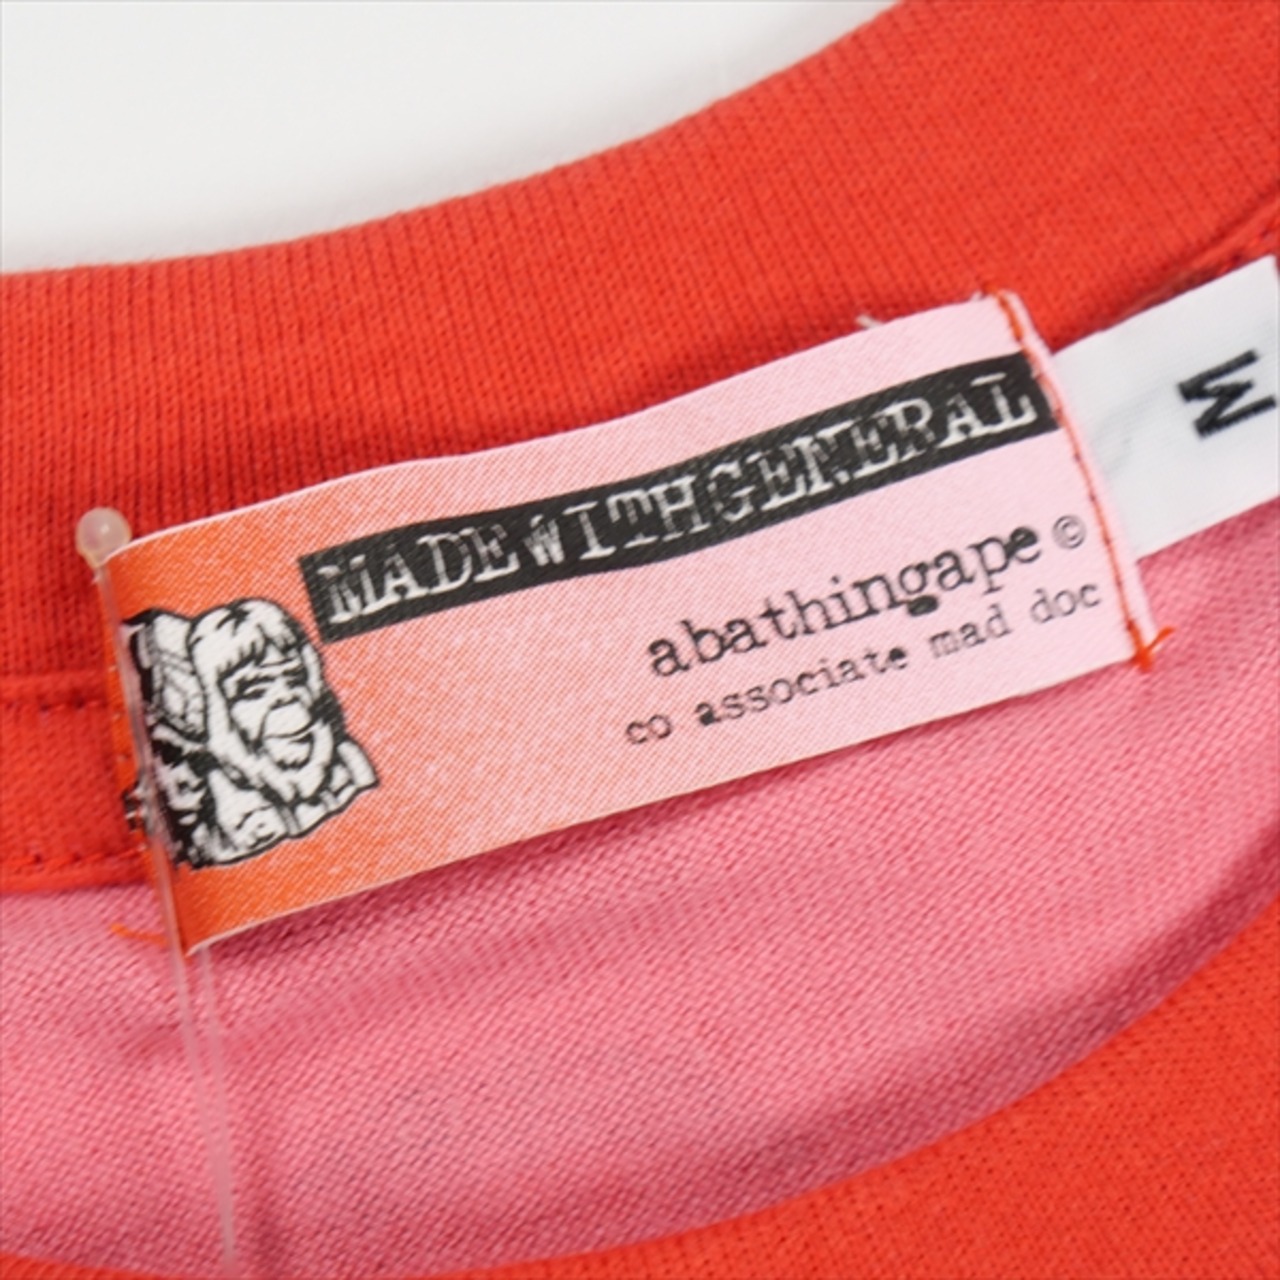 MADEWITHGENERAL
abathingape ©
co associate mad doc
M